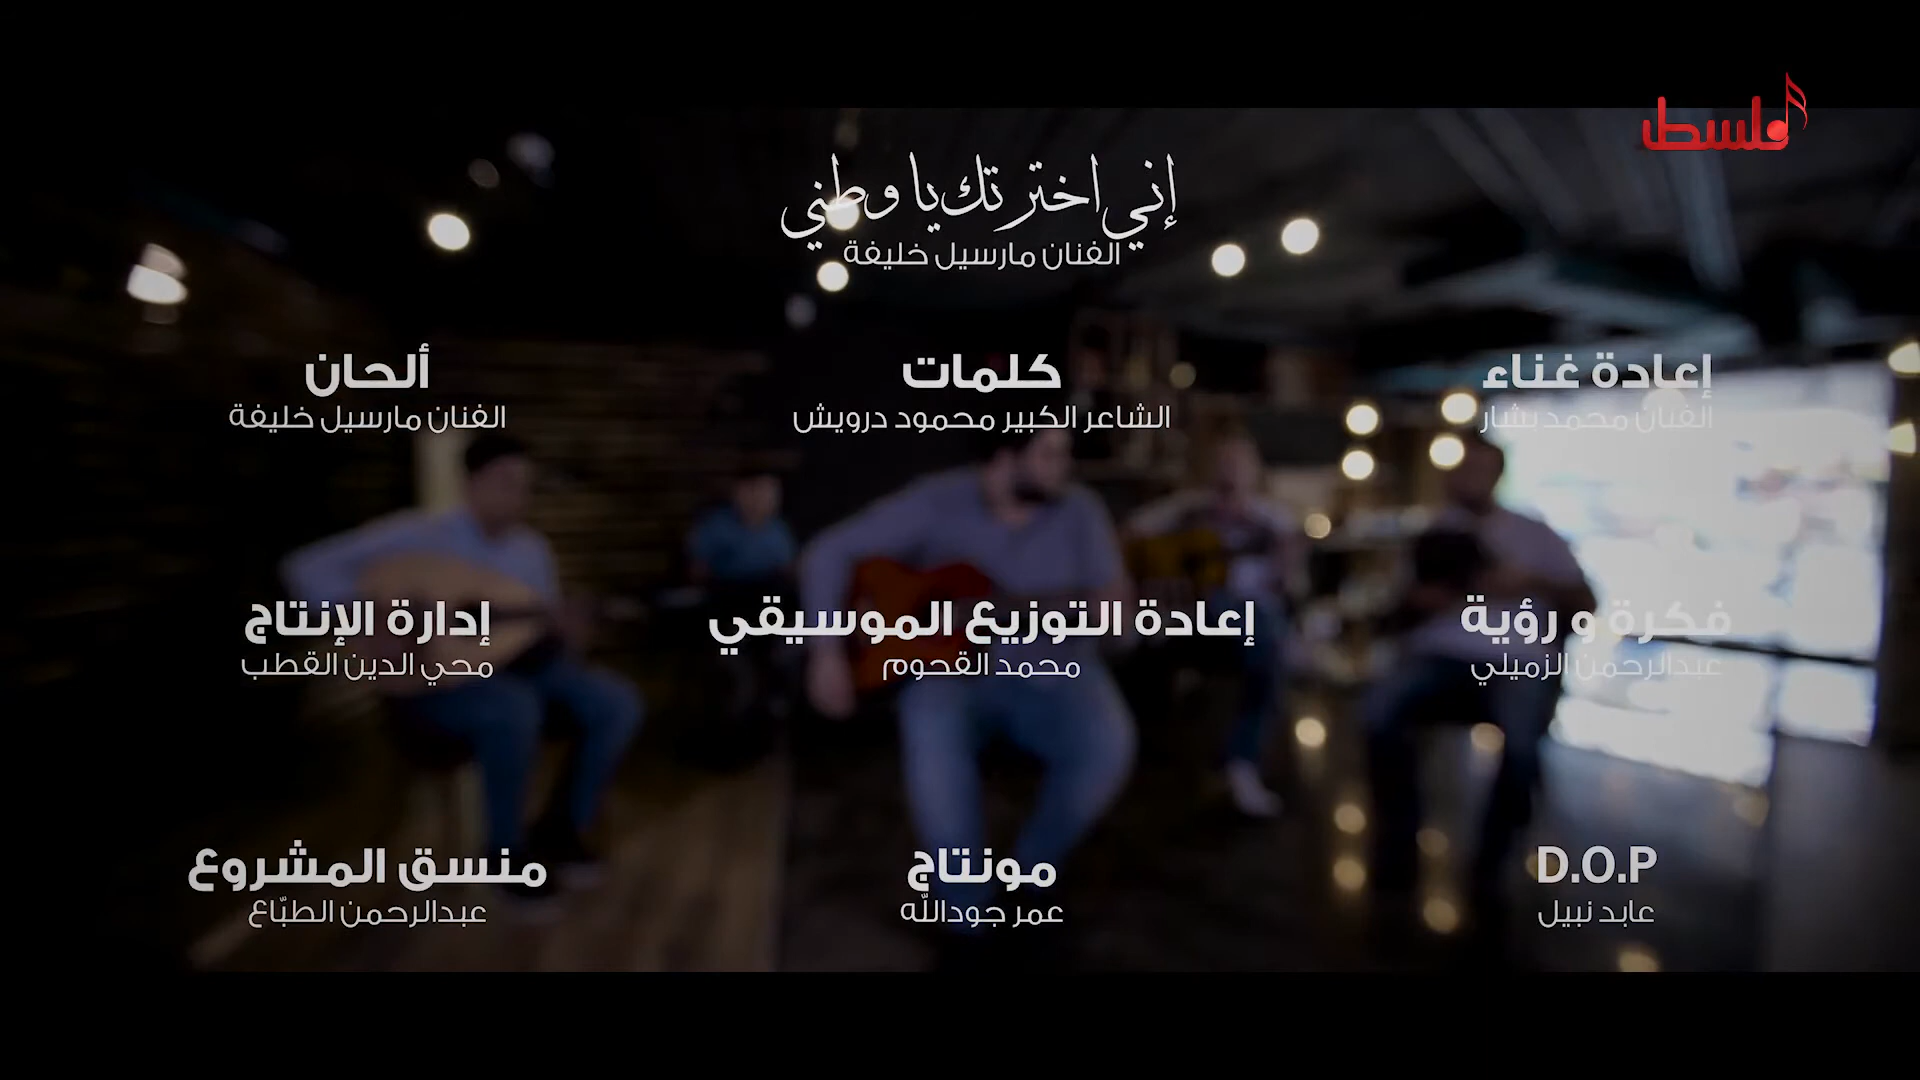 فلسطين
إني اخترتك يا وطني
الفنان مارسيل خليفة
إعادة غناء
الفنان محمد بشار
كلمات
الشاعر الكبير محمود درويش
ألحان
الفنان مارسيل خليفة
فكرة و رؤية
عبدالرحمن الزميلي
إعادة التوزيع الموسيقي
محمد القحوم
إدارة الإنتاج
محي الدين القطب
D.O.P
عابد نبيل
مونتاج
عمر جودالله
منسق المشروع
عبدالرحمن الطبّاع